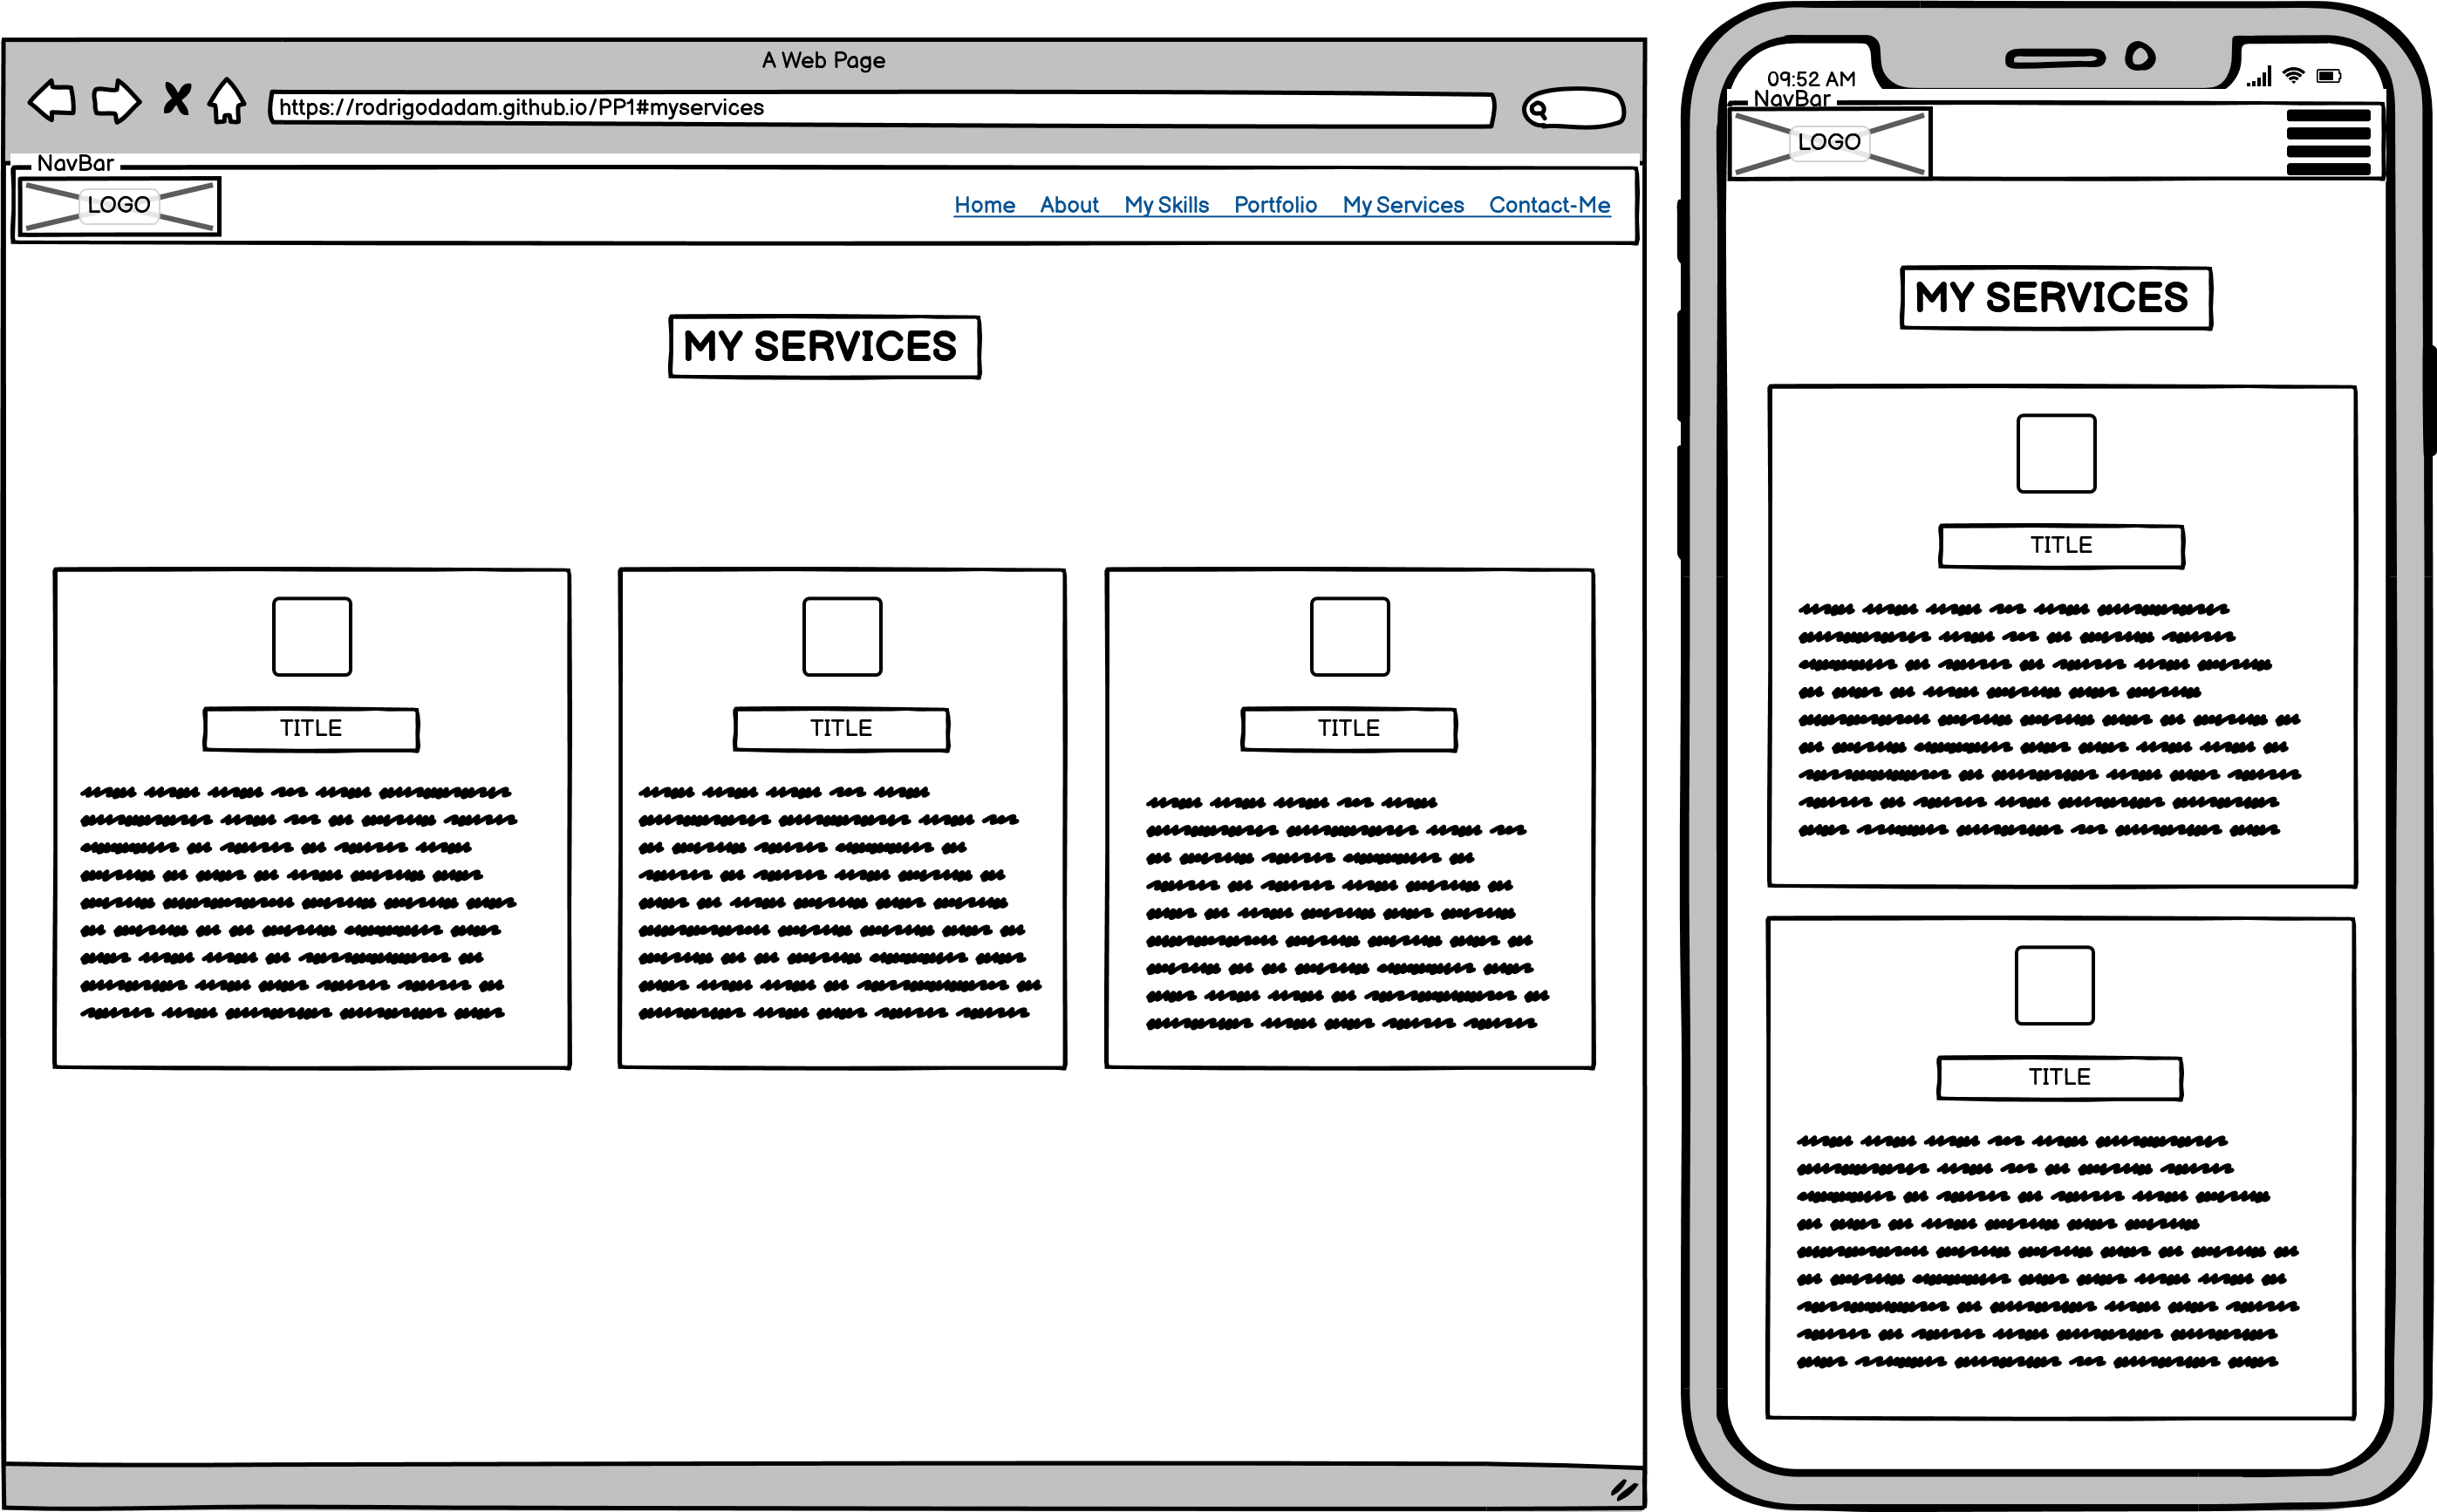 A Web Page
https://rodrigodadam.github.io/PP1#myservices
NavBar
LOGO
Home About My Skills Portfolio My Services Contact-Me
MY SERVICES
TITLE
TITLE
TITLE
09:52 AM
NavBar
LOGO
MY SERVICES
TITLE
TITLE